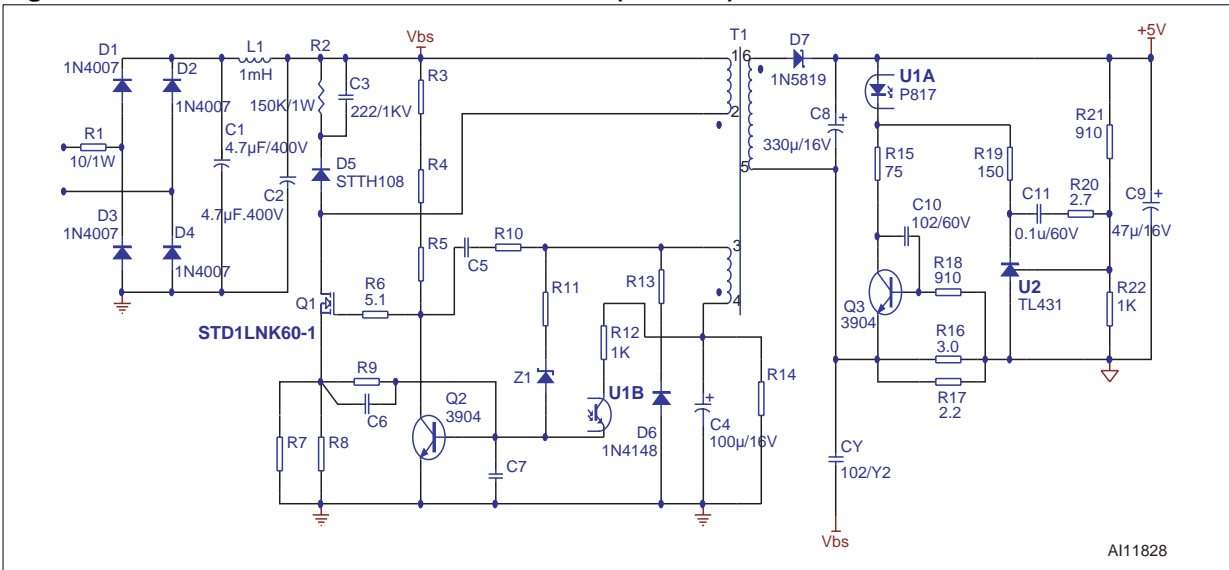 T1
+5V
Vbs
D1
1N4007
D2
1N4007
L1
1mH
R2
150K/1W
C3
222/1KV
R3
1
6
D7
1N5819
U1A
P817
R21
910
R1
10/1W
C1
4.7µF/400V
2
C8
330µ/16V
D5
STTH108
R4
5
R15
75
R19
150
C2
4.7µF.400V
C11
0.1u/60V
R20
2.7
C9
47µ/16V
D3
1N4007
D4
1N4007
C10
102/60V
R5
C5
R10
3
R13
R11
4
R18
910
Q1
R6
5.1
STD1LNK60-1
Q3
3904
U2
TL431
R22
1K
R12
1K
R16
3.0
R9
Z1
U1B
R14
C6
Q2
3904
R17
2.2
R7
R8
C7
D6
1N4148
C4
100µ/16V
CY
102/Y2
Vbs
AI11828